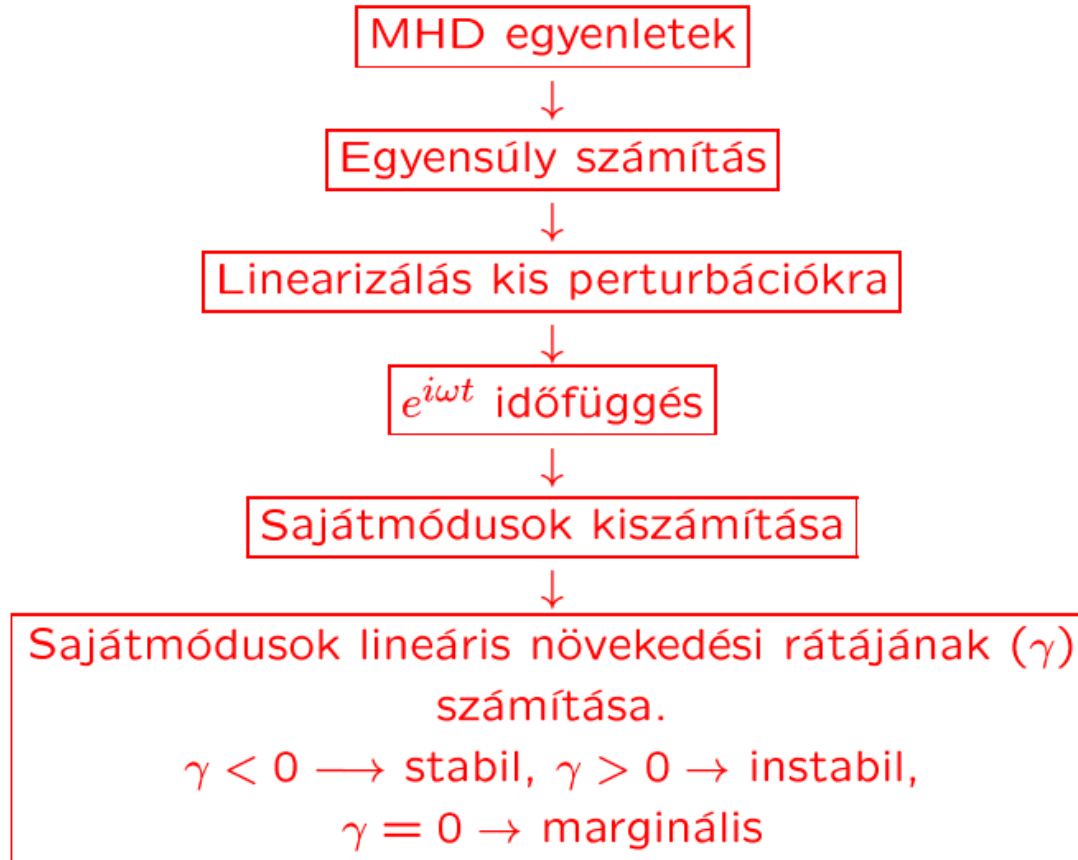 MHD egyenletek
↓
Egyensúly számítás
↓
Linearizálás kis perturbációkra
↓
$e^{i\omega t}$ időfüggés
↓
Sajátmódusok kiszámítása
↓
Sajátmódusok lineáris növekedési rátájának (γ)
számítása.
γ < 0 ⟶ stabil, γ > 0 → instabil,
γ = 0 → marginális